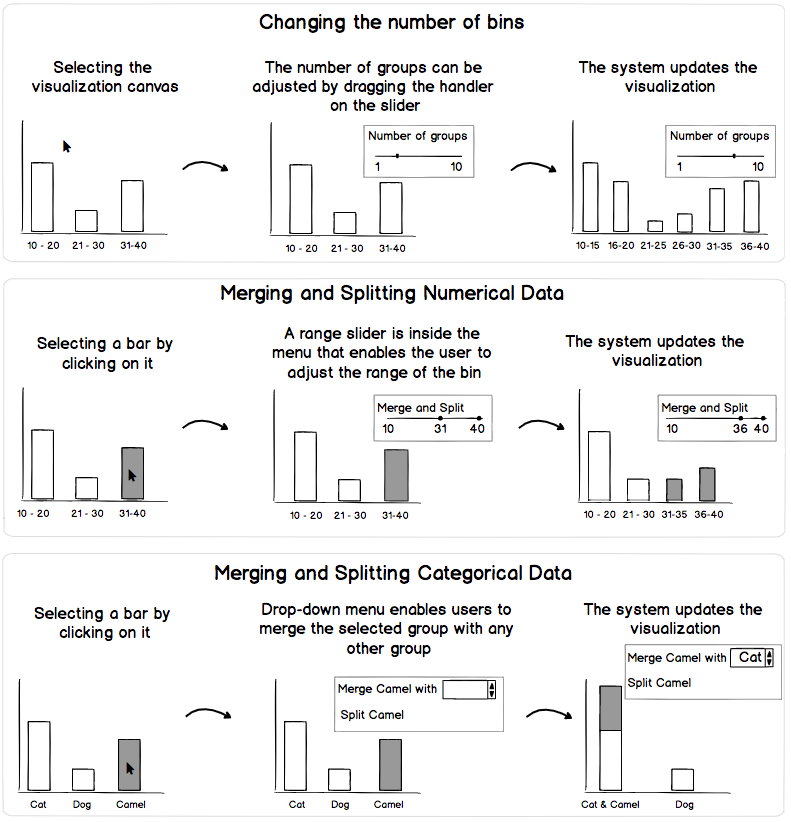 Changing the number of bins
Selecting the
visualization canvas
The number of groups can be
adjusted by dragging the handler
on the slider
The system updates the
visualization
Number of groups
1 10
Number of groups
1 10
10 - 20 21 - 30 31-40
10 - 20 21 - 30 31-40
10-15 16-20 21-25 26-30 31-35 36-40
Merging and Splitting Numerical Data
Selecting a bar by
clicking on it
A range slider is inside the
menu that enables the user to
adjust the range of the bin
The system updates the
visualization
Merge and Split
10 31 40
Merge and Split
10 36 40
10 - 20 21 - 30 31-40
10 - 20 21 - 30 31-40
10 - 20 21 - 30 31-35 36-40
Merging and Splitting Categorical Data
Selecting a bar by
clicking on it
Drop-down menu enables users to
merge the selected group with any
other group
The system updates the
visualization
Merge Camel with
Split Camel
Merge Camel with Cat
Split Camel
Cat Dog Camel
Cat Dog Camel
Cat & Camel Dog